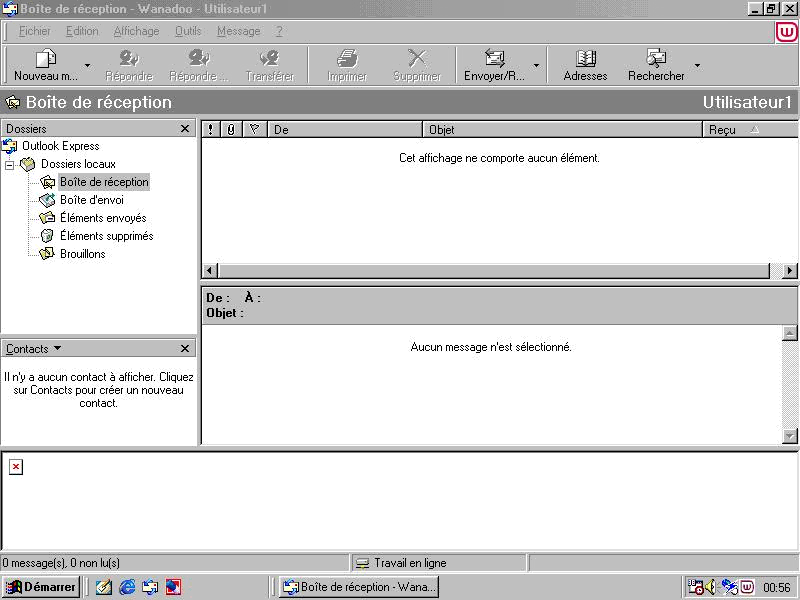 Boîte de réception - Wanadoo - Utilisateur1
Fichier Edition Affichage Outils Message ?
Nouveau m... Répondre Répondre ... Transférer Imprimer Supprimer Envoyer/R... Adresses Rechercher
Boîte de réception Utilisateur1
Dossiers
Outlook Express
Dossiers locaux
Boîte de réception
Boîte d'envoi
Éléments envoyés
Éléments supprimés
Brouillons
De Objet Reçu
Cet affichage ne comporte aucun élément.
De : À :
Objet :
Aucun message n'est sélectionné.
Contacts
Il n'y a aucun contact à afficher. Cliquez
sur Contacts pour créer un nouveau
contact.
0 message(s), 0 non lu(s) Travail en ligne
Démarrer Boîte de réception - Wana... 00:56